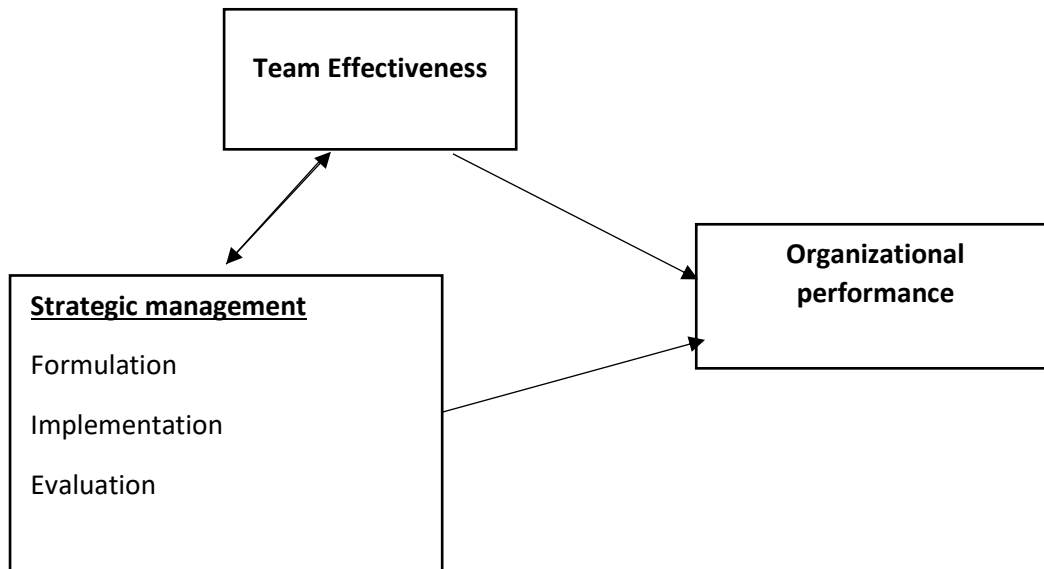 Team Effectiveness
Organizational
performance
Strategic management
Formulation
Implementation
Evaluation